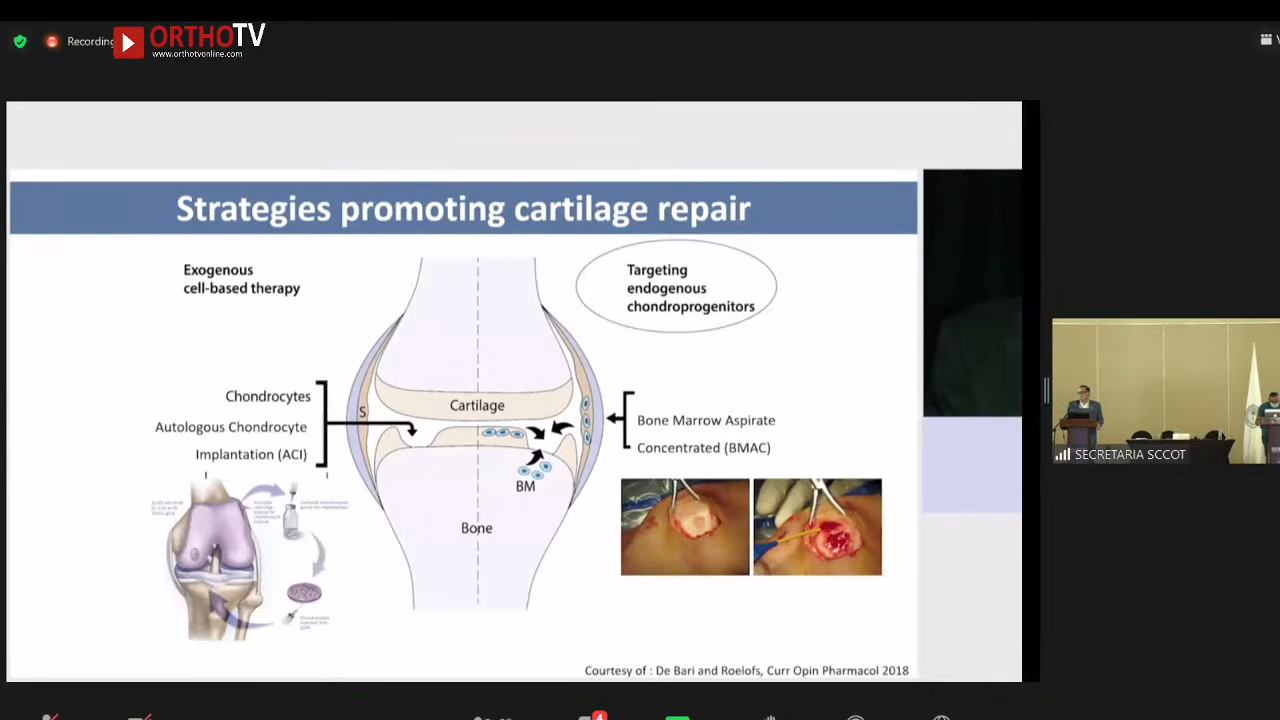 Recording
ORTHOTV
www.orthotvonline.com
Strategies promoting cartilage repair
Exogenous
cell-based therapy
Targeting
endogenous
chondroprogenitors
Chondrocytes
Autologous Chondrocyte
Implantation (ACI)
S
Cartilage
BM
Bone
Bone Marrow Aspirate
Concentrated (BMAC)
Courtesy of : De Bari and Roelofs, Curr Opin Pharmacol 2018
SECRETARIA SCCOT
4